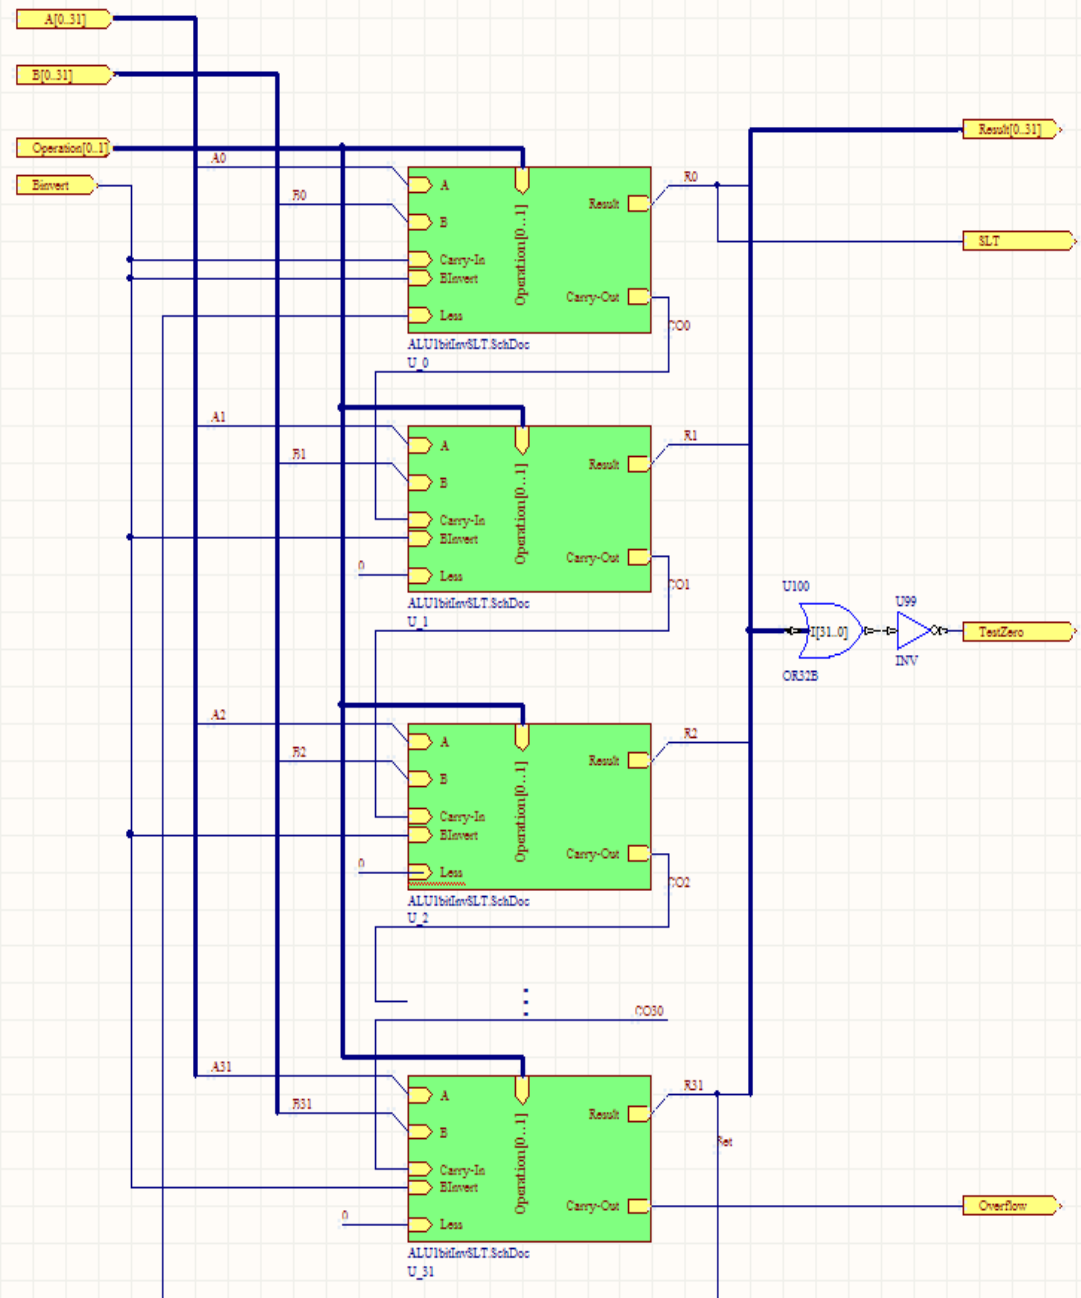 A[0..31]
B[0..31]
Operation[0..1]
Binvert
A0
B0
A
B
Carry-In
BInvert
Less
Operation[0..1]
Result
Carry-Out
R0
CO0
ALU1bitInvSLT.SchDoc
U_0
Result[0..31]
SLT
A1
B1
A
B
Carry-In
BInvert
0
Less
Operation[0..1]
Result
Carry-Out
R1
CO1
ALU1bitInvSLT.SchDoc
U_1
U100
I[31..0]
OR32B
U99
INV
TestZero
A2
B2
A
B
Carry-In
BInvert
0
Less
Operation[0..1]
Result
Carry-Out
R2
CO2
ALU1bitInvSLT.SchDoc
U_2
CO30
A31
B31
A
B
Carry-In
BInvert
0
Less
Operation[0..1]
Result
Carry-Out
R31
Set
Overflow
ALU1bitInvSLT.SchDoc
U_31